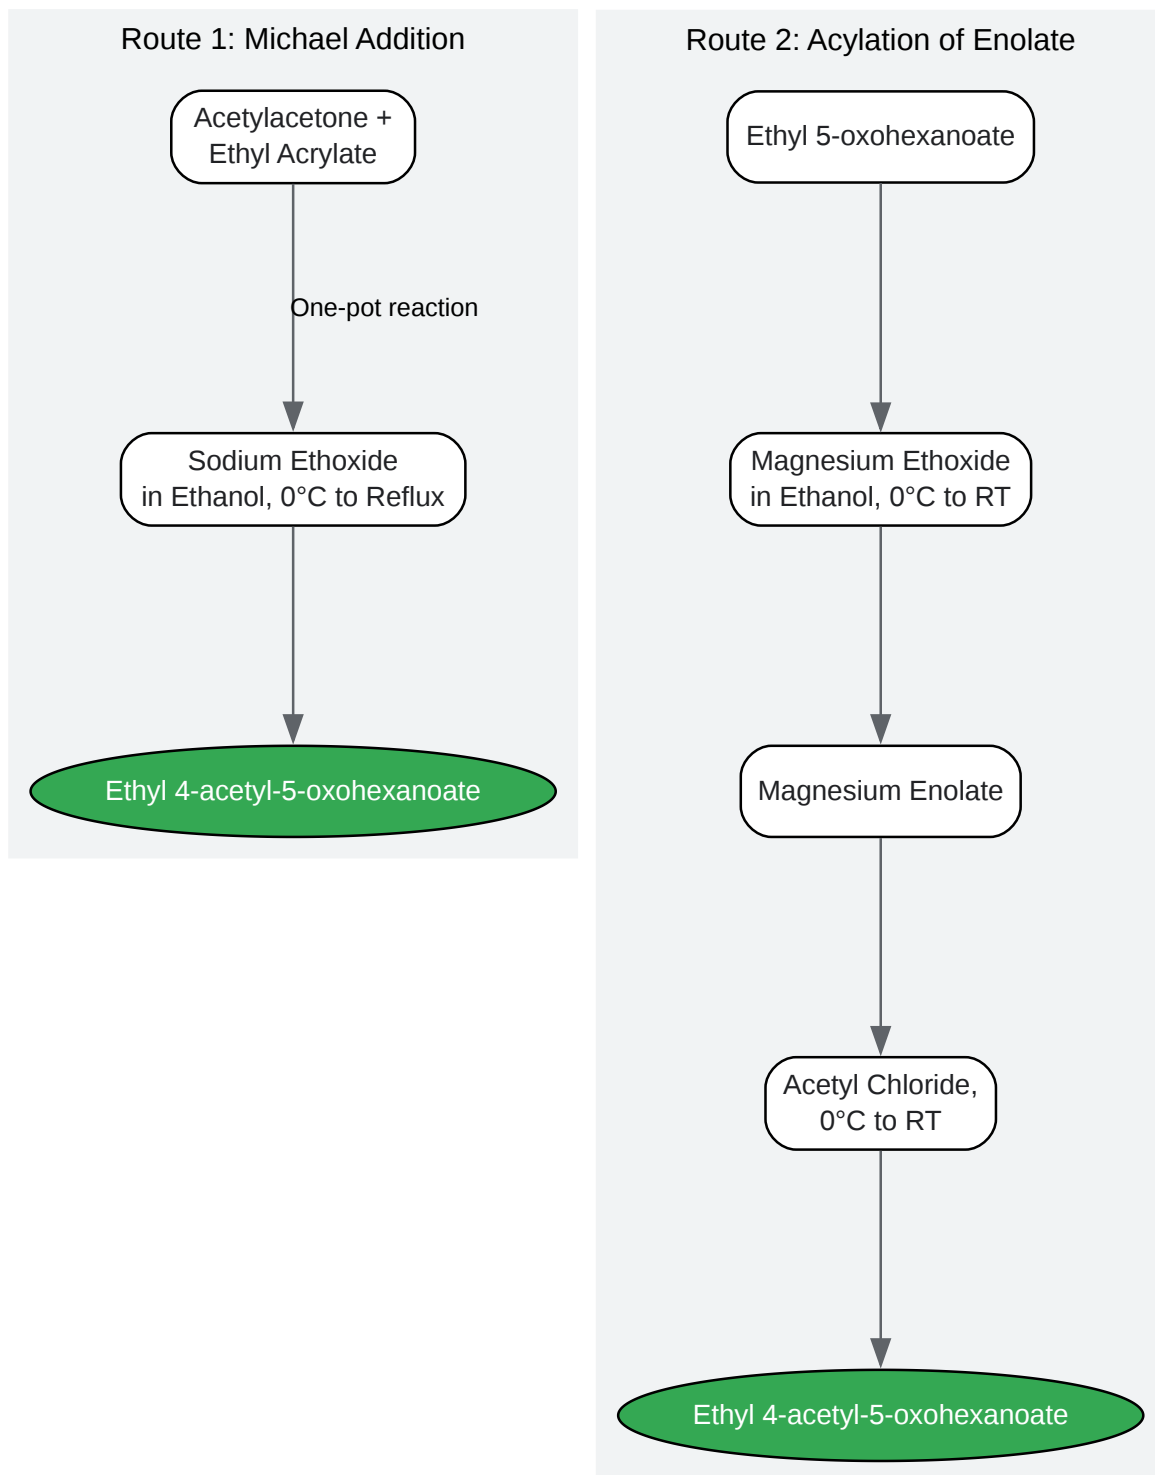 Route 1: Michael Addition
Acetylacetone +
Ethyl Acrylate
One-pot reaction
Sodium Ethoxide
in Ethanol, 0°C to Reflux
Ethyl 4-acetyl-5-oxohexanoate
Route 2: Acylation of Enolate
Ethyl 5-oxohexanoate
Magnesium Ethoxide
in Ethanol, 0°C to RT
Magnesium Enolate
Acetyl Chloride,
0°C to RT
Ethyl 4-acetyl-5-oxohexanoate